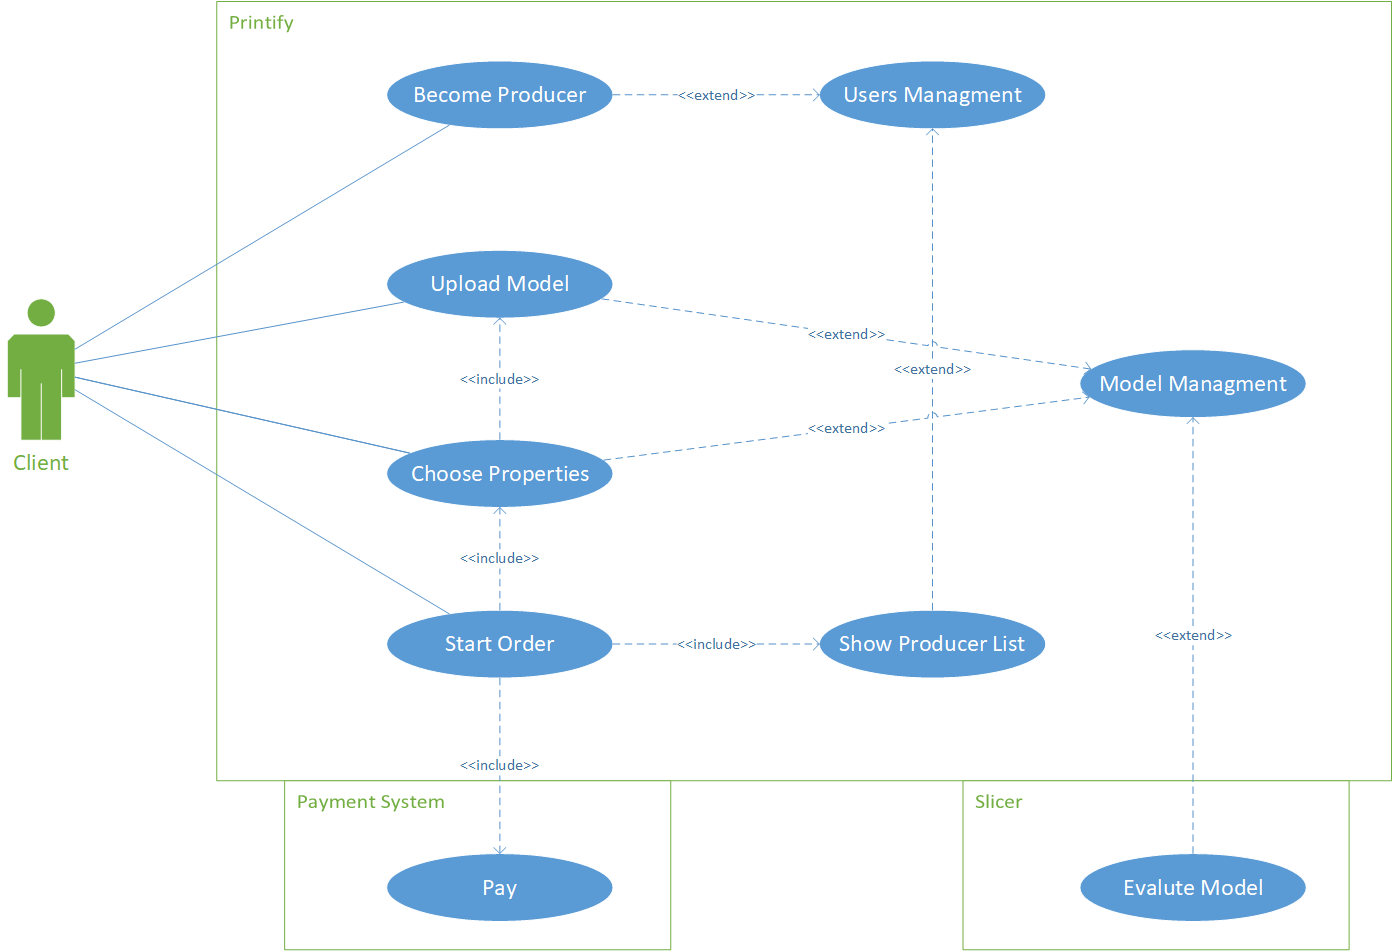 Printify
Become Producer
<<extend>>
Users Managment
Upload Model
<<extend>>
<<include>>
<<extend>>
Model Managment
<<extend>>
Client
Choose Properties
<<include>>
<<extend>>
Start Order
<<include>>
Show Producer List
<<include>>
Payment System
Slicer
Pay
Evalute Model